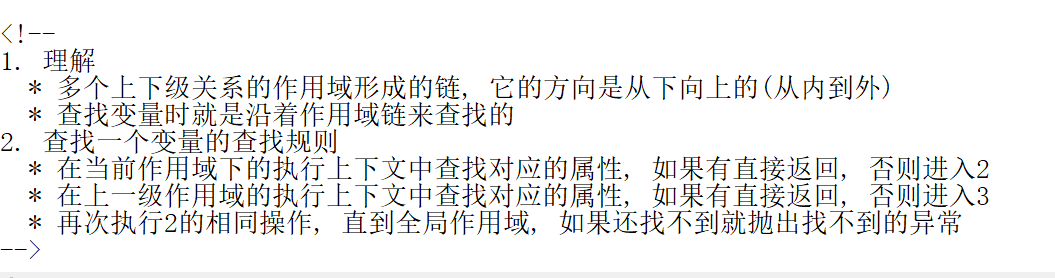 <!--
1. 理解
  * 多个上下级关系的作用域形成的链, 它的方向是从下向上的(从内到外)
  * 查找变量时就是沿着作用域链来查找的
2. 查找一个变量的查找规则
  * 在当前作用域下的执行上下文中查找对应的属性, 如果有直接返回, 否则进入2
  * 在上一级作用域的执行上下文中查找对应的属性, 如果有直接返回, 否则进入3
  * 再次执行2的相同操作, 直到全局作用域, 如果还找不到就抛出找不到的异常
-->